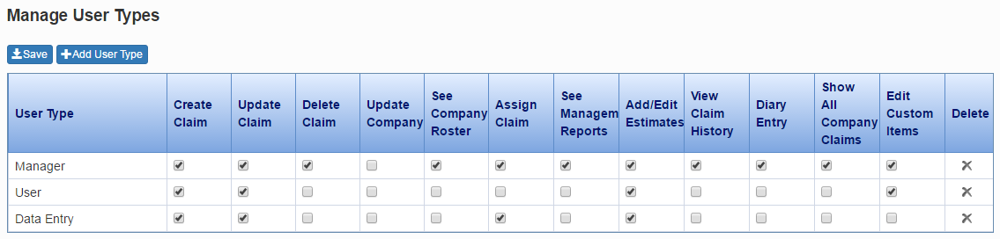 Manage User Types
Save Add User Type
User Type Create Claim Update Claim Delete Claim Update Company See Company Roster Assign Claim See Managem Reports Add/Edit Estimates View Claim History Diary Entry Show All Company Claims Edit Custom Items Delete
Manager
User
Data Entry